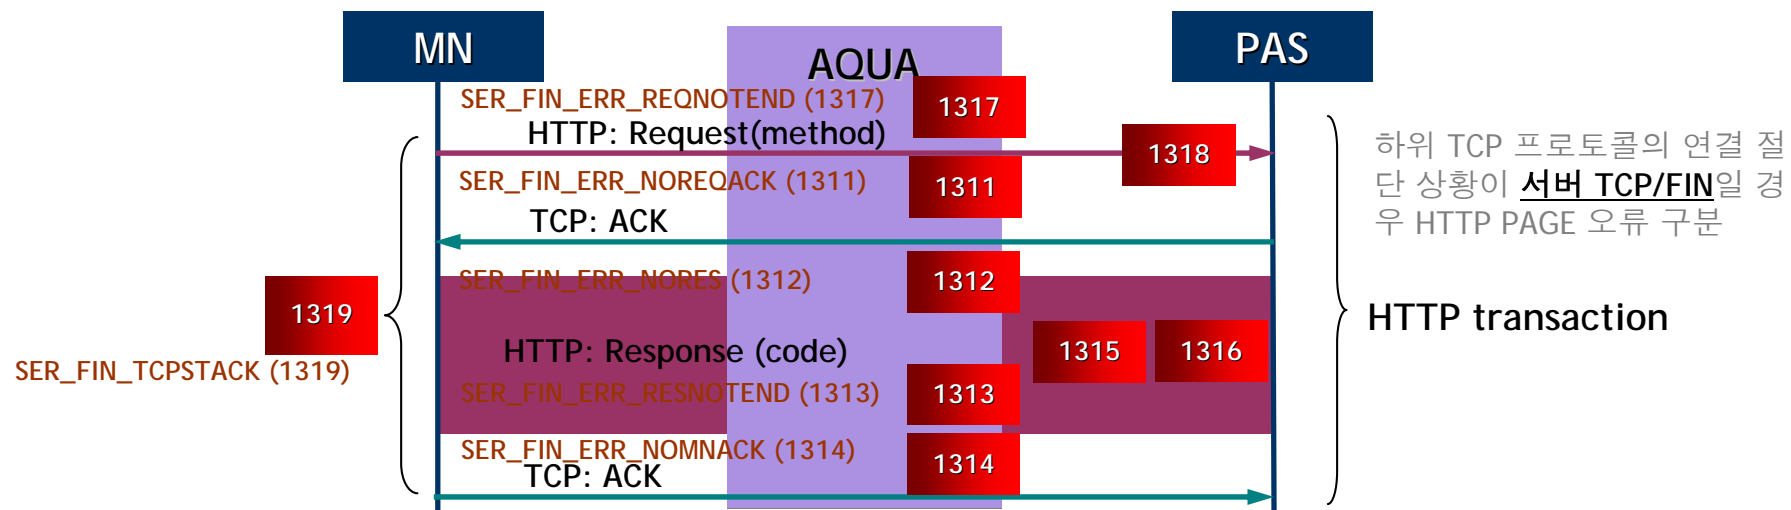 MN
AQUA
PAS
SER_FIN_ERR_REQNOTEND (1317)
1317
HTTP: Request(method)
1318
SER_FIN_ERR_NOREQACK (1311)
1311
TCP: ACK
SER_FIN_ERR_NORES (1312)
1312
1319
SER_FIN_TCPSTACK (1319)
HTTP: Response (code)
1315
1316
SER_FIN_ERR_RESNOTEND (1313)
1313
SER_FIN_ERR_NOMNACK (1314)
1314
TCP: ACK
하위 TCP 프로토콜의 연결 절
단 상황이 서버 TCP/FIN일 경
우 HTTP PAGE 오류 구분
HTTP transaction